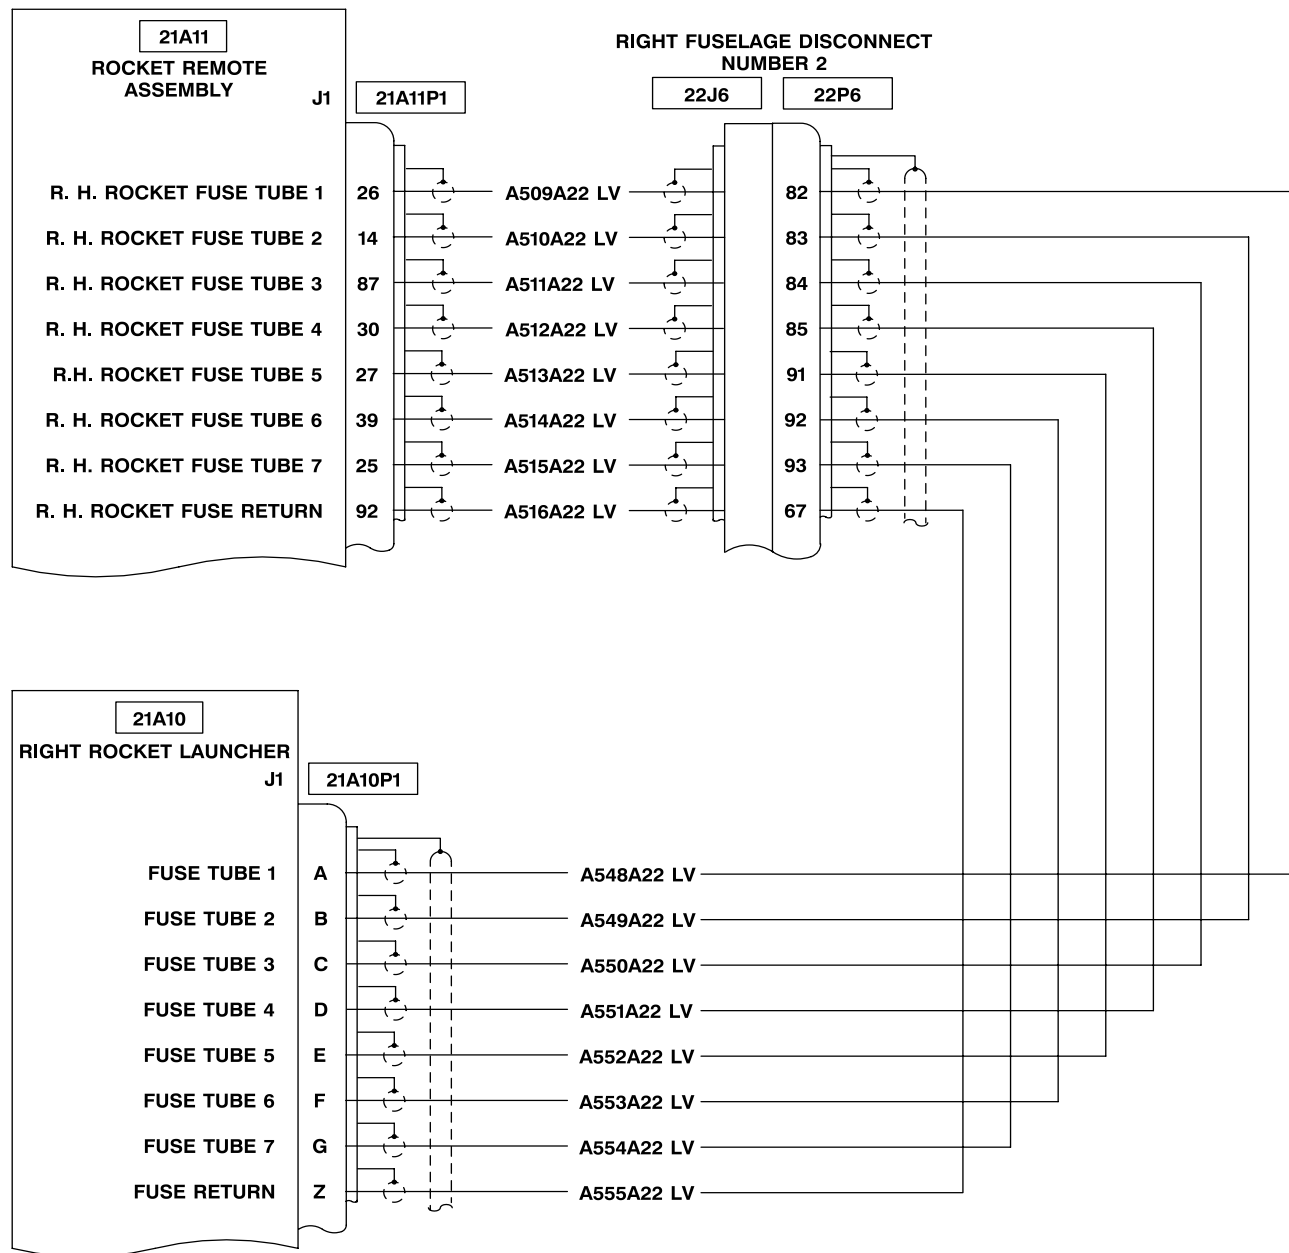 21A11
ROCKET REMOTE
ASSEMBLY
J1
21A11P1
RIGHT FUSELAGE DISCONNECT
NUMBER 2
22J6
22P6
R. H. ROCKET FUSE TUBE 1 26 A509A22 LV 82
R. H. ROCKET FUSE TUBE 2 14 A510A22 LV 83
R. H. ROCKET FUSE TUBE 3 87 A511A22 LV 84
R. H. ROCKET FUSE TUBE 4 30 A512A22 LV 85
R.H. ROCKET FUSE TUBE 5 27 A513A22 LV 91
R. H. ROCKET FUSE TUBE 6 39 A514A22 LV 92
R. H. ROCKET FUSE TUBE 7 25 A515A22 LV 93
R. H. ROCKET FUSE RETURN 92 A516A22 LV 67
21A10
RIGHT ROCKET LAUNCHER
J1
21A10P1
FUSE TUBE 1 A A548A22 LV
FUSE TUBE 2 B A549A22 LV
FUSE TUBE 3 C A550A22 LV
FUSE TUBE 4 D A551A22 LV
FUSE TUBE 5 E A552A22 LV
FUSE TUBE 6 F A553A22 LV
FUSE TUBE 7 G A554A22 LV
FUSE RETURN Z A555A22 LV